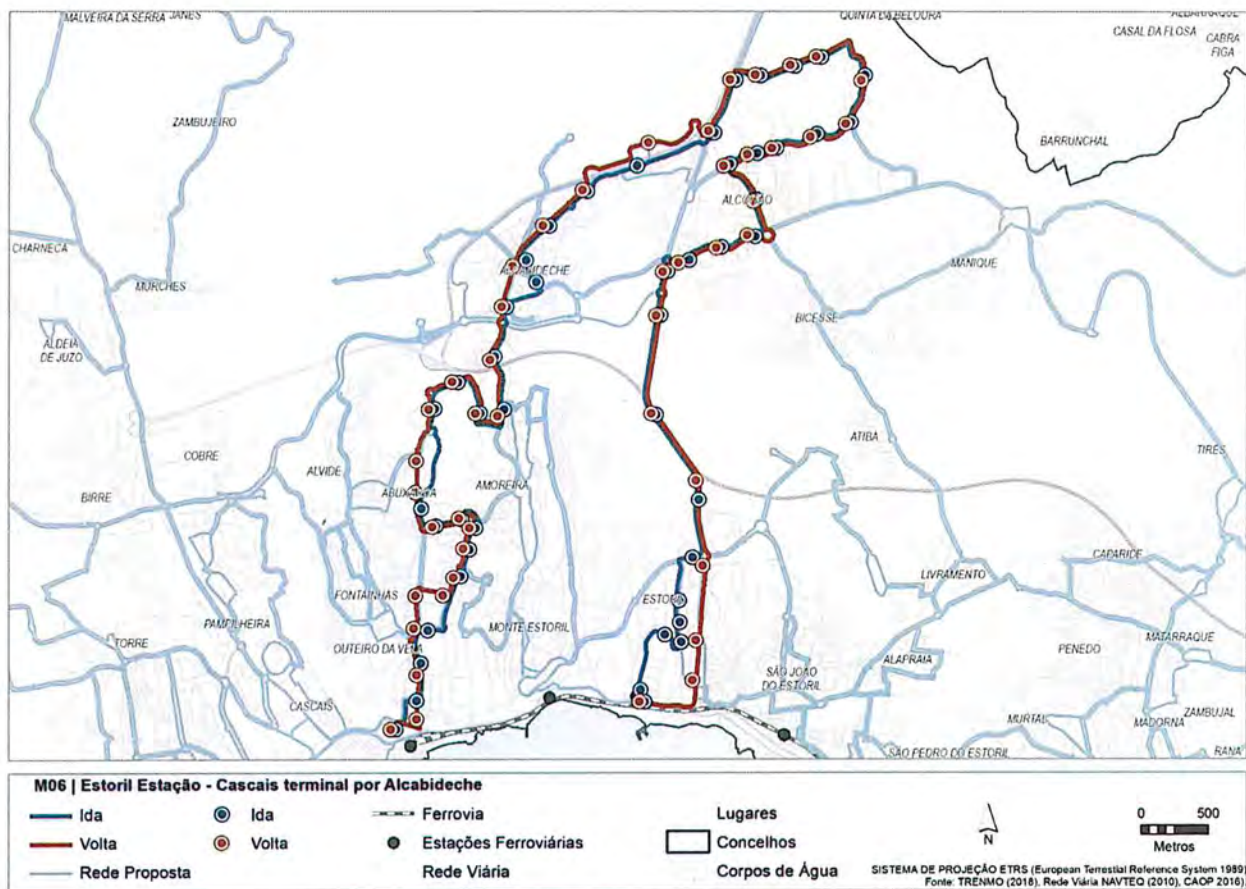 MALVEIRA DA SERRA JANES
QUINTA DA BELOURA
ALBARRAQUE
CASAL DA FLOSA
CABRA
FIGA
ZAMBUJEIRO
BARRUNCHAL
ALCOITÃO
CHARNECA
MURCHES
ALCABIDECHE
MANIQUE
ALDEIA
DE JUZO
BICESSE
COBRE
ALVIDE
ATIBÁ
TIRES
BIRRE
ABUXARDA
AMOREIRA
CAPARIDE
LIVRAMENTO
FONTAINHAS
ESTORIL
PAMPILHEIRA
MONTE ESTORIL
MATARRAQUE
TORRE
OUTEIRO DA VELA
SÃO JOÃO
DO ESTORIL
ALAPRAIA
PENEDO
CASCAIS
MURTAL
ZAMBUJAL
MADORNA
SÃO PEDRO DO ESTORIL
RANA
M06 | Estoril Estação - Cascais terminal por Alcabideche
Ida
Ida
Ferrovia
Lugares
Volta
Volta
Estações Ferroviárias
Concelhos
Rede Proposta
Rede Viária
Corpos de Água
N
0 500
Metros
SISTEMA DE PROJEÇÃO ETRS (European Terrestial Reference System 1989)
Fonte: TRENMO (2018), Rede Viária NAVTEQ (2010), CAOP 2016)